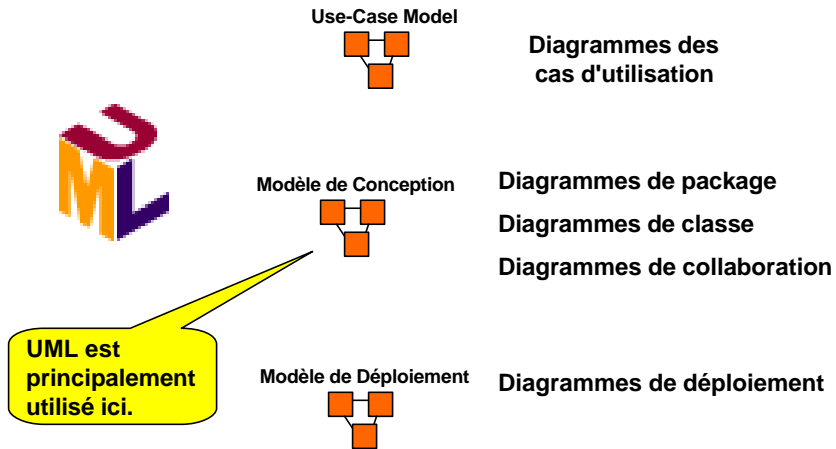 Use-Case Model
Diagrammes des
cas d'utilisation
UML
Modèle de Conception
Diagrammes de package
Diagrammes de classe
Diagrammes de collaboration
UML est
principalement
utilisé ici.
Modèle de Déploiement
Diagrammes de déploiement